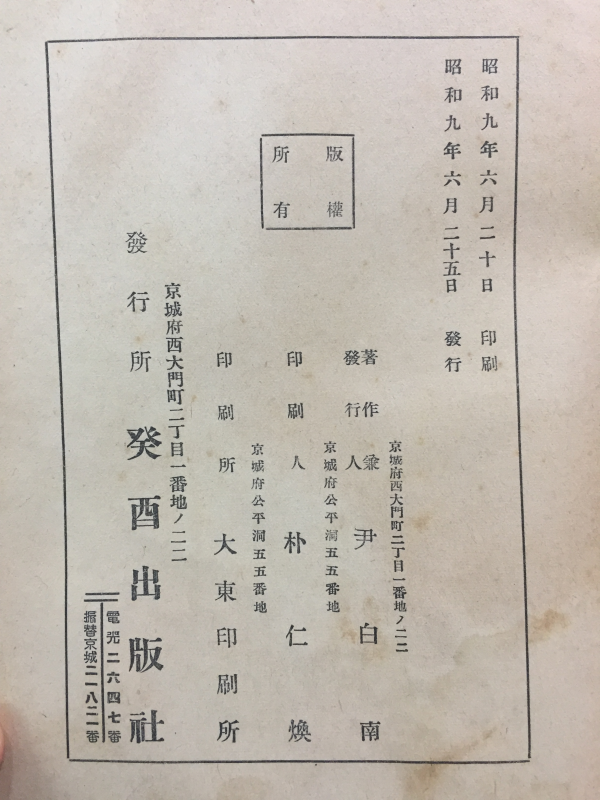 昭和九年六月二十日 印刷
昭和九年六月二十五日 發行
版權
所有
京城府西大門町二丁目一番地ノ二二
著作兼
發行人 尹白南
京城府公平洞五五番地
印刷人 朴仁煥
京城府公平洞五五番地
印刷所 大東印刷所
京城府西大門町二丁目一番地ノ二二
發行所 癸酉出版社
電光二六四七番
振替京城二一八二一番